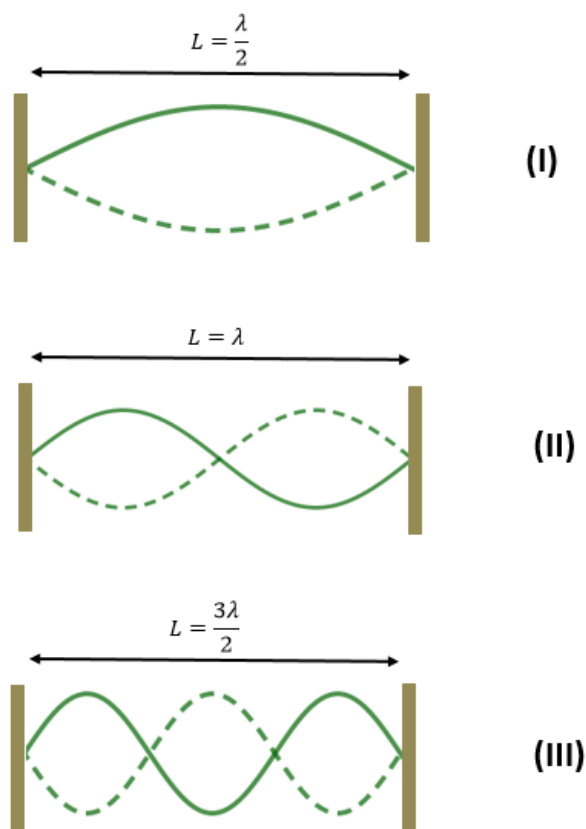 L = λ/2
(I)
L = λ
(II)
L = 3λ/2
(III)